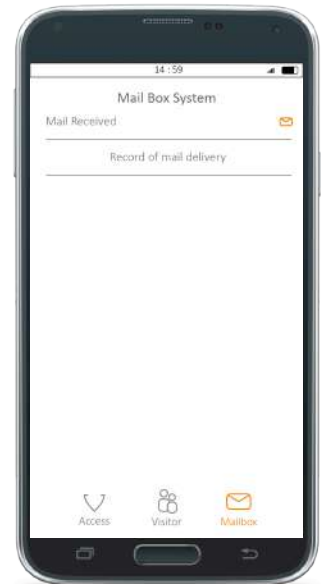 14 : 59
Mail Box System
Mail Received
Record of mail delivery
Access Visitor Mailbox